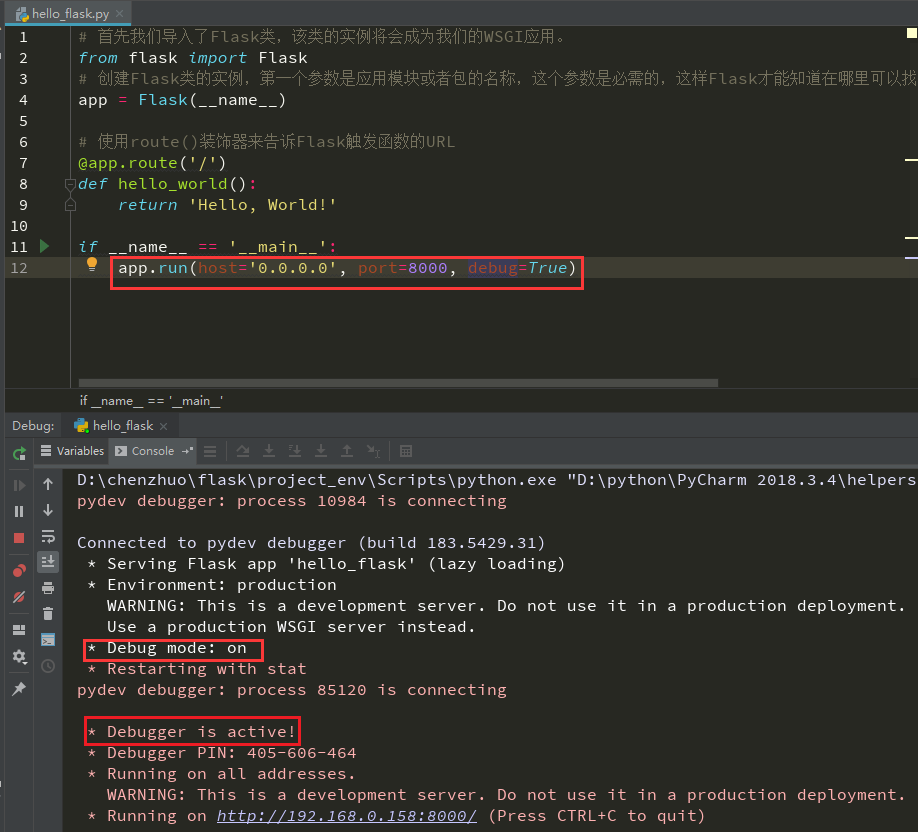 hello_flask.py
1 # 首先我们导入了Flask类，该类的实例将会成为我们的WSGI应用。
2 from flask import Flask
3 # 创建Flask类的实例，第一个参数是应用模块或者包的名称，这个参数是必需的，这样Flask才能知道在哪里可以找
4 app = Flask(__name__)
5
6 # 使用route()装饰器来告诉Flask触发函数的URL
7 @app.route('/')
8 def hello_world():
9 return 'Hello, World!'
10
11 if __name__ == '__main__':
12 app.run(host='0.0.0.0', port=8000, debug=True)
if __name__ == '__main__'
Debug: hello_flask
Variables Console
D:\chenzhuo\flask\project_env\Scripts\python.exe "D:\python\PyCharm 2018.3.4\helpers
pydev debugger: process 10984 is connecting
Connected to pydev debugger (build 183.5429.31)
* Serving Flask app 'hello_flask' (lazy loading)
* Environment: production
WARNING: This is a development server. Do not use it in a production deployment.
Use a production WSGI server instead.
* Debug mode: on
* Restarting with stat
pydev debugger: process 85120 is connecting
* Debugger is active!
* Debugger PIN: 405-606-464
* Running on all addresses.
WARNING: This is a development server. Do not use it in a production deployment.
* Running on http://192.168.0.158:8000/ (Press CTRL+C to quit)